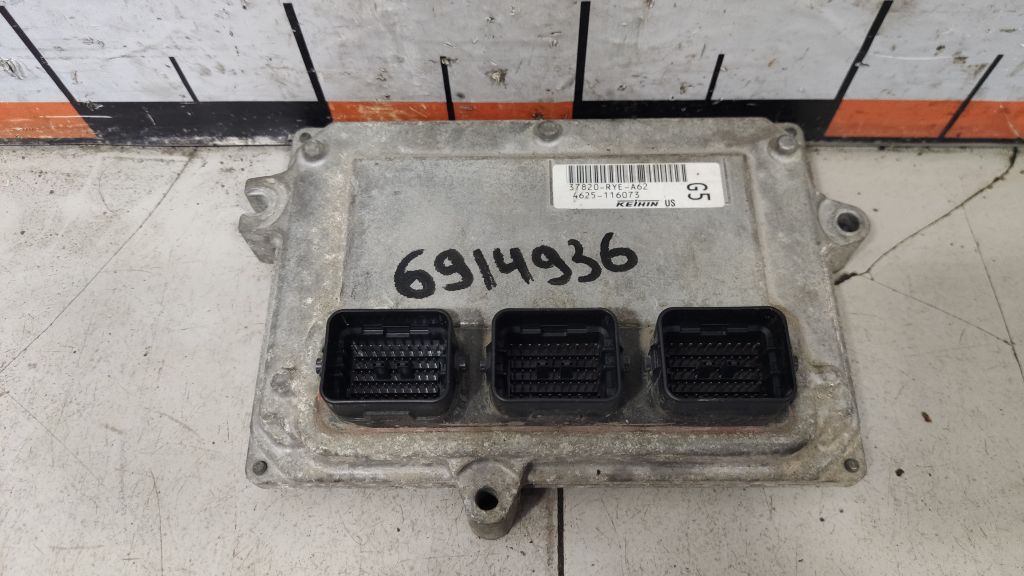 37820-RYE-A62
4625-116073
G5
KEIHIN US
6914936